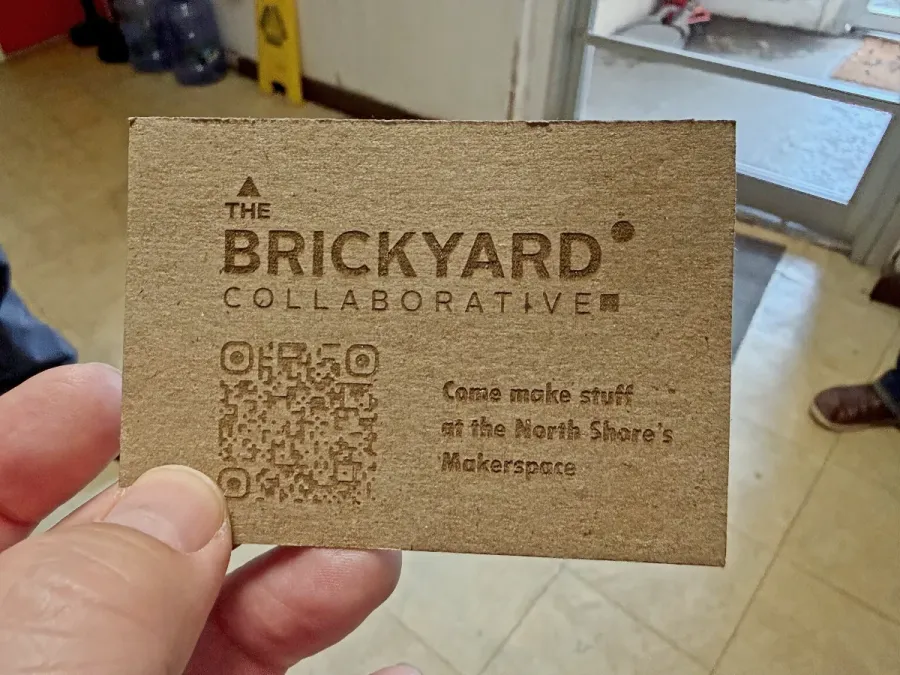 THE
BRICKYARD
COLLABORATIVE
Come make stuff
at the North Shore's
Makerspace